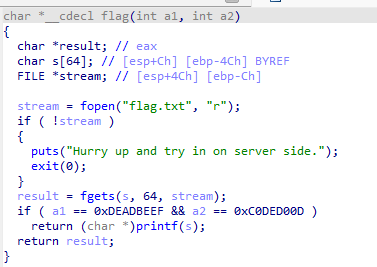 char *__cdecl flag(int a1, int a2)
{
  char *result; // eax
  char s[64]; // [esp+Ch] [ebp-4Ch] BYREF
  FILE *stream; // [esp+4Ch] [ebp-Ch]

  stream = fopen("flag.txt", "r");
  if ( !stream )
  {
    puts("Hurry up and try in on server side.");
    exit(0);
  }
  result = fgets(s, 64, stream);
  if ( a1 == 0xDEADBEEF && a2 == 0xC0DED00D )
    return (char *)printf(s);
  return result;
}